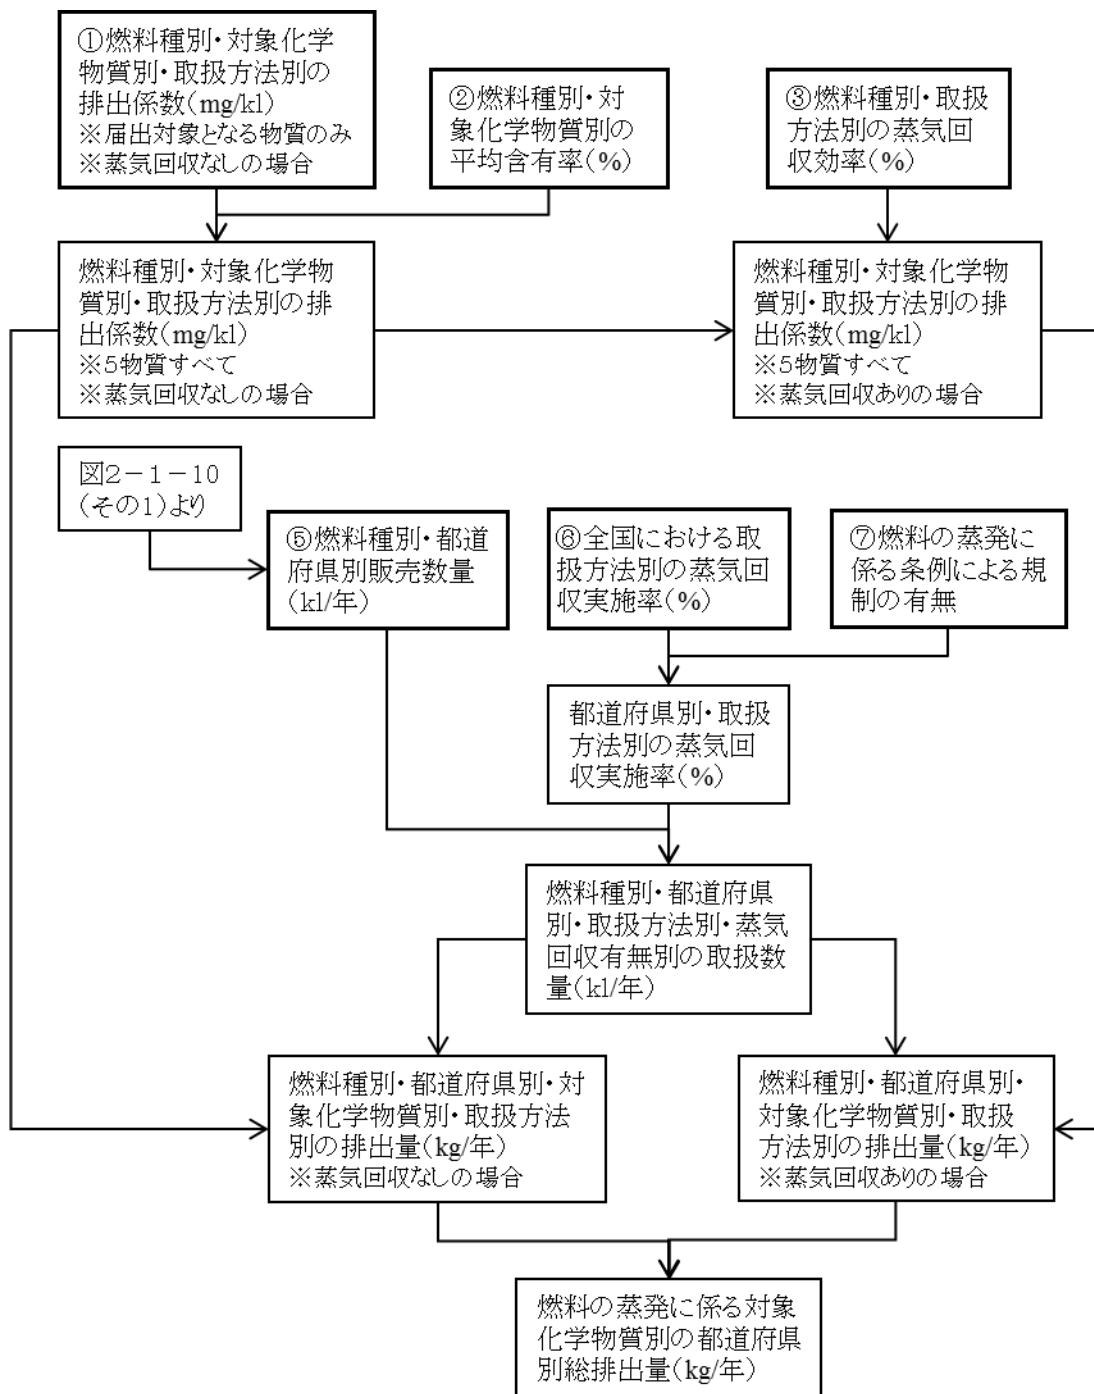 ①燃料種別・対象化学
物質別・取扱方法別の
排出係数(mg/kl)
※届出対象となる物質のみ
※蒸気回収なしの場合
②燃料種別・対
象化学物質別の
平均含有率(%)
③燃料種別・取扱
方法別の蒸気回
収効率(%)
燃料種別・対象化学物
質別・取扱方法別の排
出係数(mg/kl)
※5物質すべて
※蒸気回収なしの場合
燃料種別・対象化学物
質別・取扱方法別の排
出係数(mg/kl)
※5物質すべて
※蒸気回収ありの場合
図2-1-10
(その1)より
⑤燃料種別・都道
府県別販売数量
(kl/年)
⑥全国における取
扱方法別の蒸気回
収実施率(%)
⑦燃料の蒸発に
係る条例による規
制の有無
都道府県別・取扱
方法別の蒸気回
収実施率(%)
燃料種別・都道府県
別・取扱方法別・蒸気
回収有無別の取扱数
量(kl/年)
燃料種別・都道府県別・対
象化学物質別・取扱方法
別の排出量(kg/年)
※蒸気回収なしの場合
燃料種別・都道府県別・
対象化学物質別・取扱
方法別の排出量(kg/年)
※蒸気回収ありの場合
燃料の蒸発に係る対象
化学物質別の都道府県
別総排出量(kg/年)